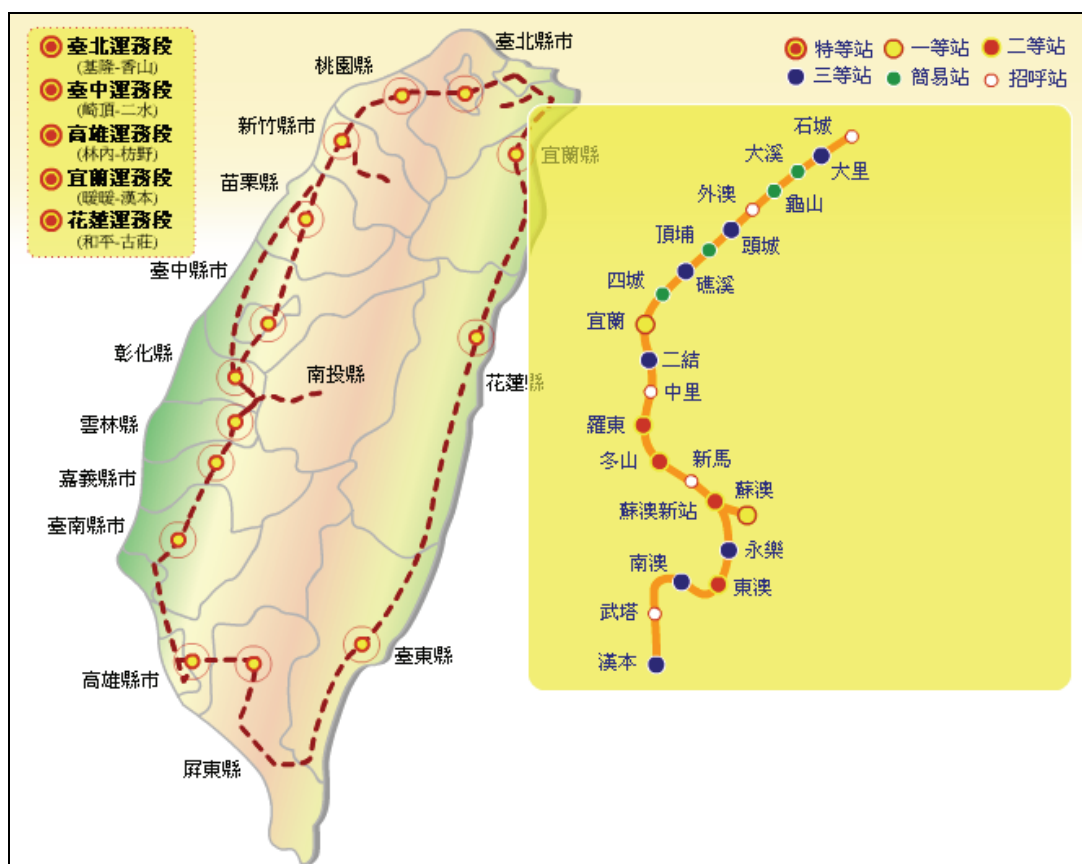 臺北運務段
(基隆-香山)
臺中運務段
(崎頂-二水)
高雄運務段
(林內-枋野)
宜蘭運務段
(暖暖-漢本)
花蓮運務段
(和平-古莊)
臺北縣市
桃園縣
新竹縣市
宜蘭縣
苗栗縣
臺中縣市
彰化縣
南投縣
花蓮縣
雲林縣
嘉義縣市
臺南縣市
臺東縣
高雄縣市
屏東縣
特等站
一等站
二等站
三等站
簡易站
招呼站
石城
大里
大溪
龜山
外澳
頭城
頂埔
礁溪
四城
宜蘭
二結
中里
羅東
冬山
新馬
蘇澳
蘇澳新站
永樂
東澳
南澳
武塔
漢本